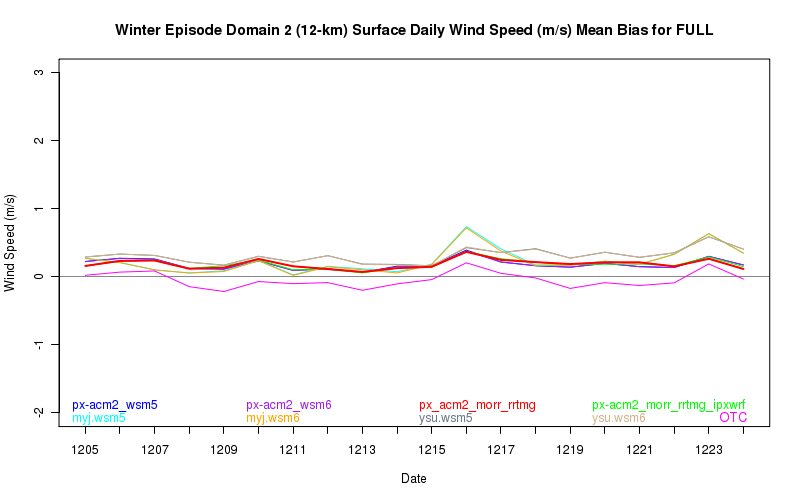 Winter Episode Domain 2 (12-km) Surface Daily Wind Speed (m/s) Mean Bias for FULL
Wind Speed (m/s)
3
2
1
0
-1
-2
px-acm2_wsm5 px-acm2_wsm6 px_acm2_morr_rrtmg px-acm2_morr_rrtmg_ipxwrf
myj.wsm5 myj.wsm6 ysu.wsm5 ysu.wsm6 OTC
1205 1207 1209 1211 1213 1215 1217 1219 1221 1223
Date